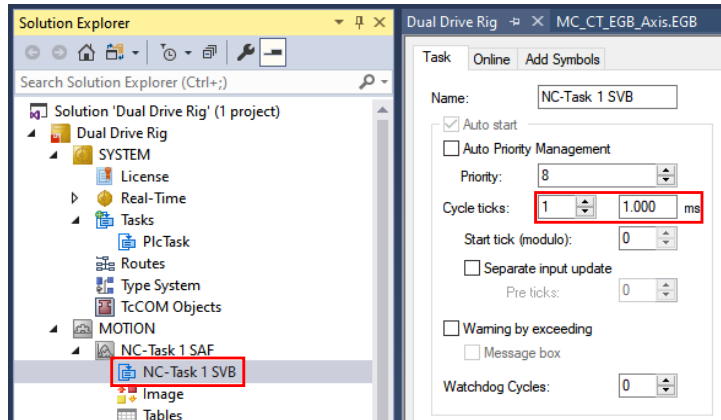 Solution Explorer
Search Solution Explorer (Ctrl+;)
Solution 'Dual Drive Rig' (1 project)
Dual Drive Rig
SYSTEM
License
Real-Time
Tasks
PlcTask
Routes
Type System
TcCOM Objects
MOTION
NC-Task 1 SAF
NC-Task 1 SVB
Image
Tables
Dual Drive Rig MC_CT_EGB_Axis.EGB
Task Online Add Symbols
Name: NC-Task 1 SVB
Auto start
Auto Priority Management
Priority: 8
Cycle ticks: 1 1.000 ms
Start tick (modulo): 0
Separate input update
Pre ticks: 0
Warning by exceeding
Message box
Watchdog Cycles: 0